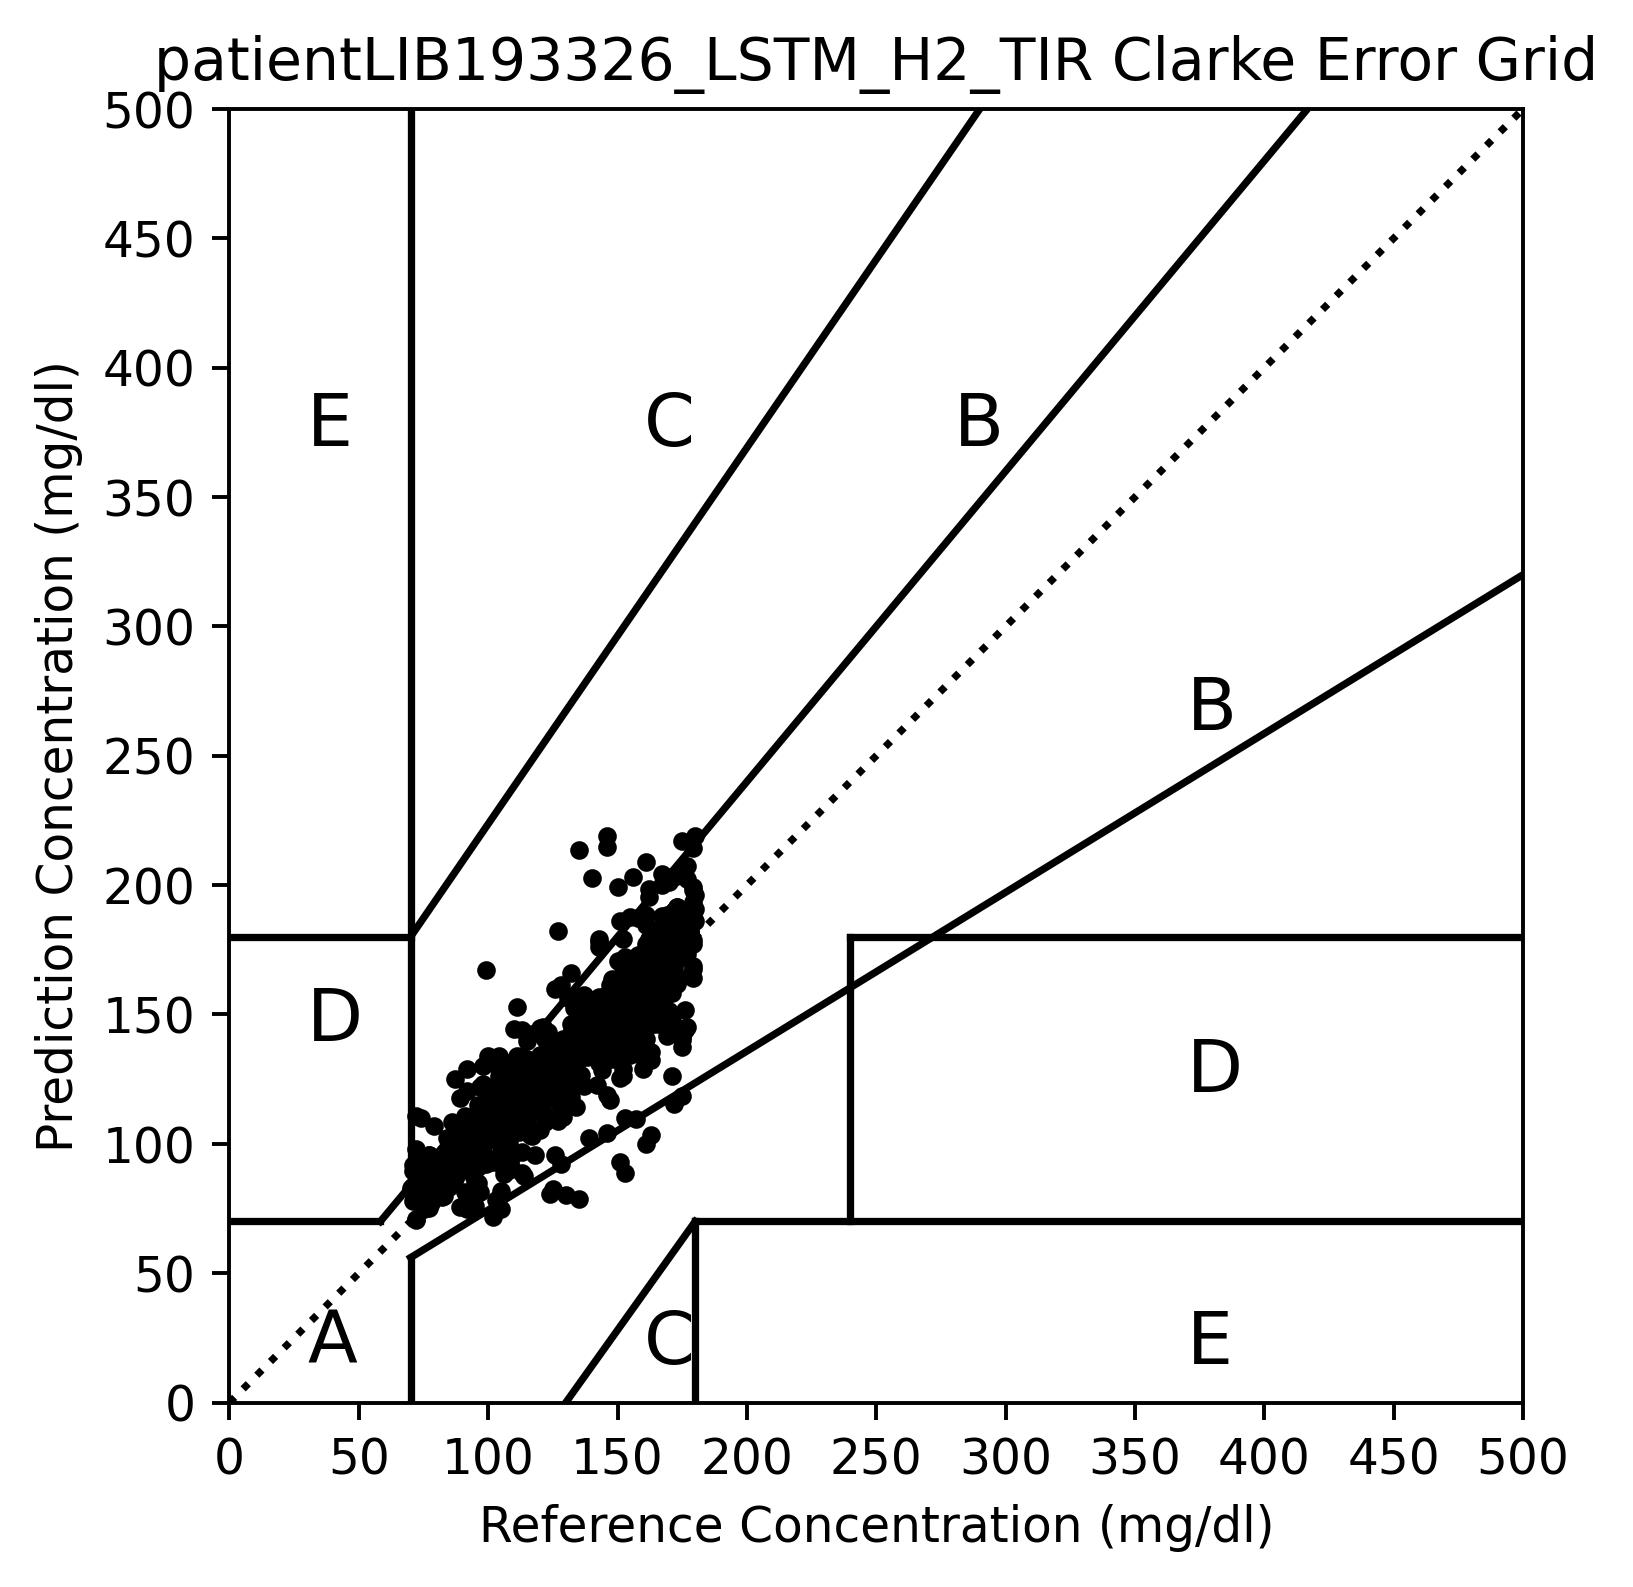 patientLIB193326_LSTM_H2_TIR Clarke Error Grid
Prediction Concentration (mg/dl)
500
450
400
350
300
250
200
150
100
50
0
E
C
B
B
D
D
A
C
E
0 50 100 150 200 250 300 350 400 450 500
Reference Concentration (mg/dl)